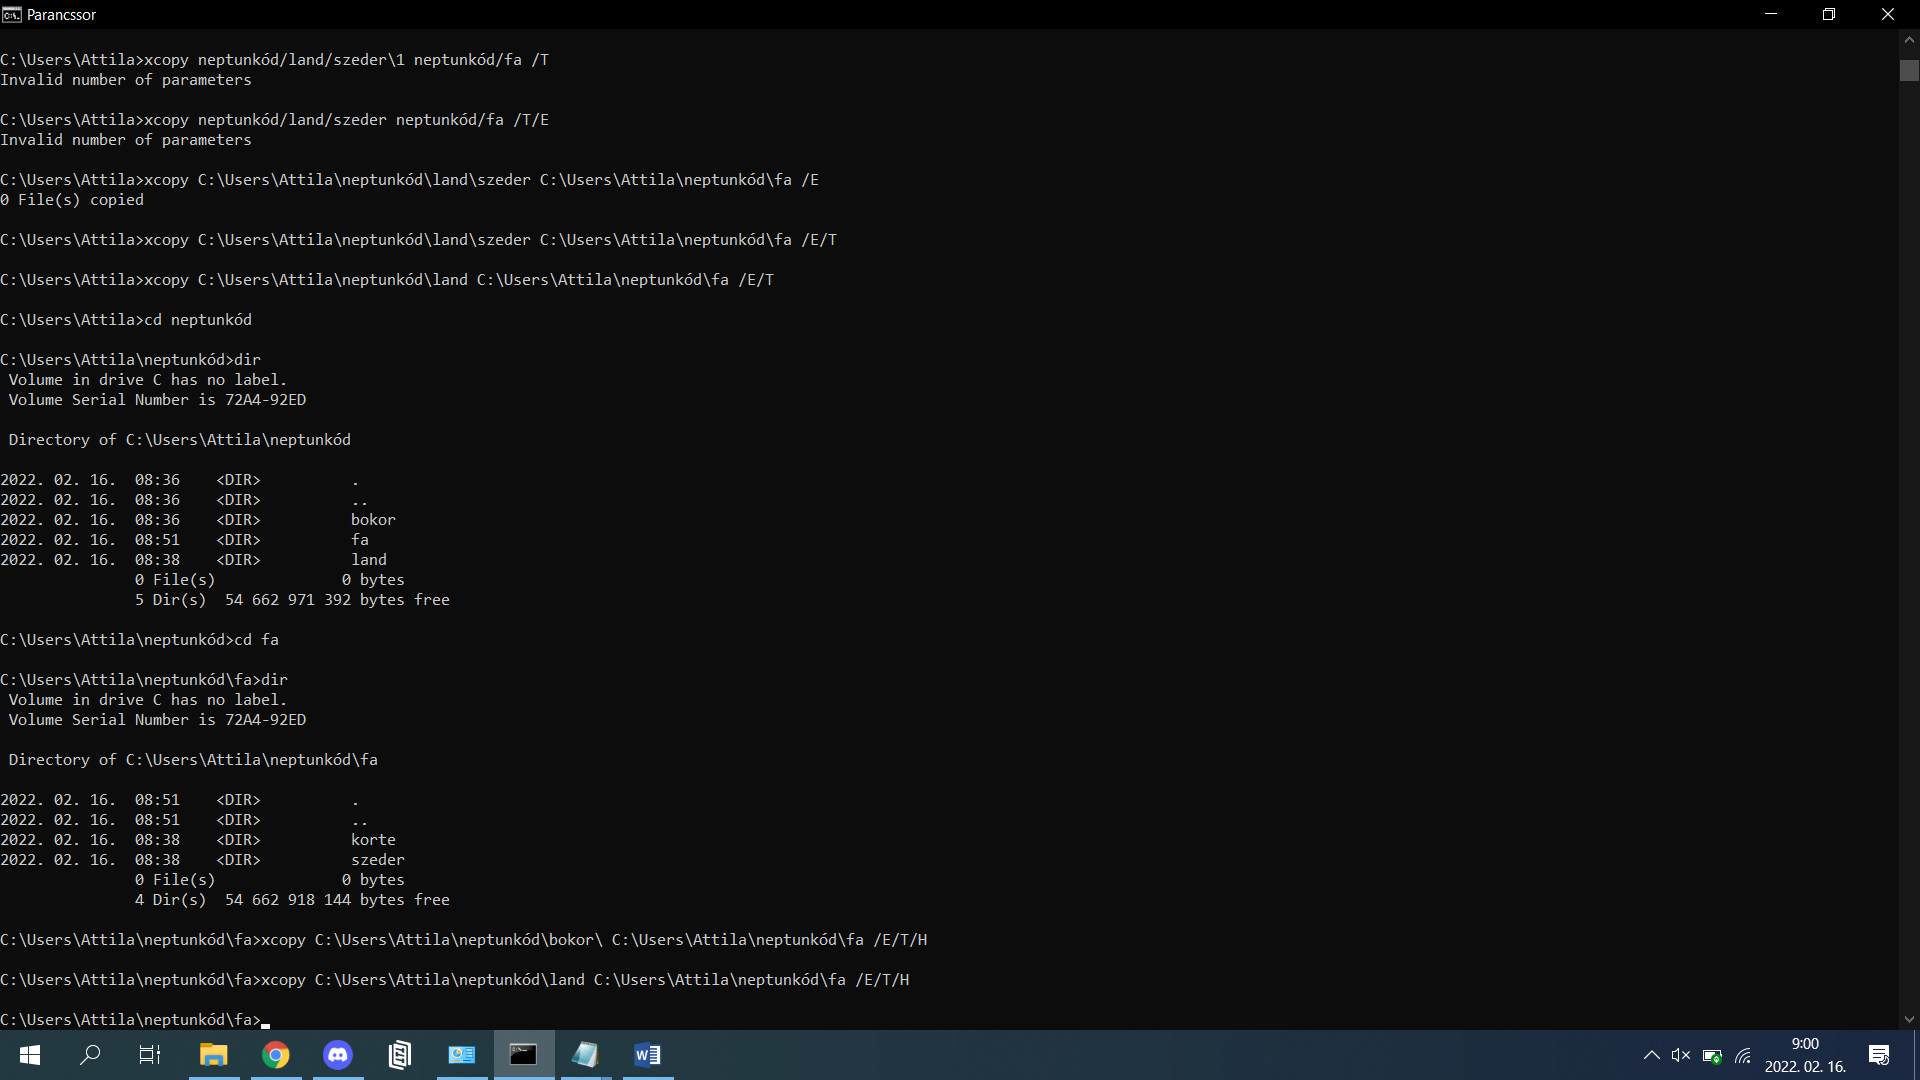 Parancssor
C:\Users\Attila>xcopy neptunkód/land/szeder\1 neptunkód/fa /T
Invalid number of parameters
C:\Users\Attila>xcopy neptunkód/land/szeder neptunkód/fa /T/E
Invalid number of parameters
C:\Users\Attila>xcopy C:\Users\Attila\neptunkód\land\szeder C:\Users\Attila\neptunkód\fa /E
0 File(s) copied
C:\Users\Attila>xcopy C:\Users\Attila\neptunkód\land\szeder C:\Users\Attila\neptunkód\fa /E/T
C:\Users\Attila>xcopy C:\Users\Attila\neptunkód\land C:\Users\Attila\neptunkód\fa /E/T
C:\Users\Attila>cd neptunkód
C:\Users\Attila\neptunkód>dir
Volume in drive C has no label.
Volume Serial Number is 72A4-92ED
Directory of C:\Users\Attila\neptunkód
2022. 02. 16.  08:36    <DIR>          .
2022. 02. 16.  08:36    <DIR>          ..
2022. 02. 16.  08:36    <DIR>          bokor
2022. 02. 16.  08:51    <DIR>          fa
2022. 02. 16.  08:38    <DIR>          land
0 File(s)              0 bytes
5 Dir(s)  54 662 971 392 bytes free
C:\Users\Attila\neptunkód>cd fa
C:\Users\Attila\neptunkód\fa>dir
Volume in drive C has no label.
Volume Serial Number is 72A4-92ED
Directory of C:\Users\Attila\neptunkód\fa
2022. 02. 16.  08:51    <DIR>          .
2022. 02. 16.  08:51    <DIR>          ..
2022. 02. 16.  08:38    <DIR>          korte
2022. 02. 16.  08:38    <DIR>          szeder
0 File(s)              0 bytes
4 Dir(s)  54 662 918 144 bytes free
C:\Users\Attila\neptunkód\fa>xcopy C:\Users\Attila\neptunkód\bokor\ C:\Users\Attila\neptunkód\fa /E/T/H
C:\Users\Attila\neptunkód\fa>xcopy C:\Users\Attila\neptunkód\land C:\Users\Attila\neptunkód\fa /E/T/H
C:\Users\Attila\neptunkód\fa>
9:00
2022. 02. 16.